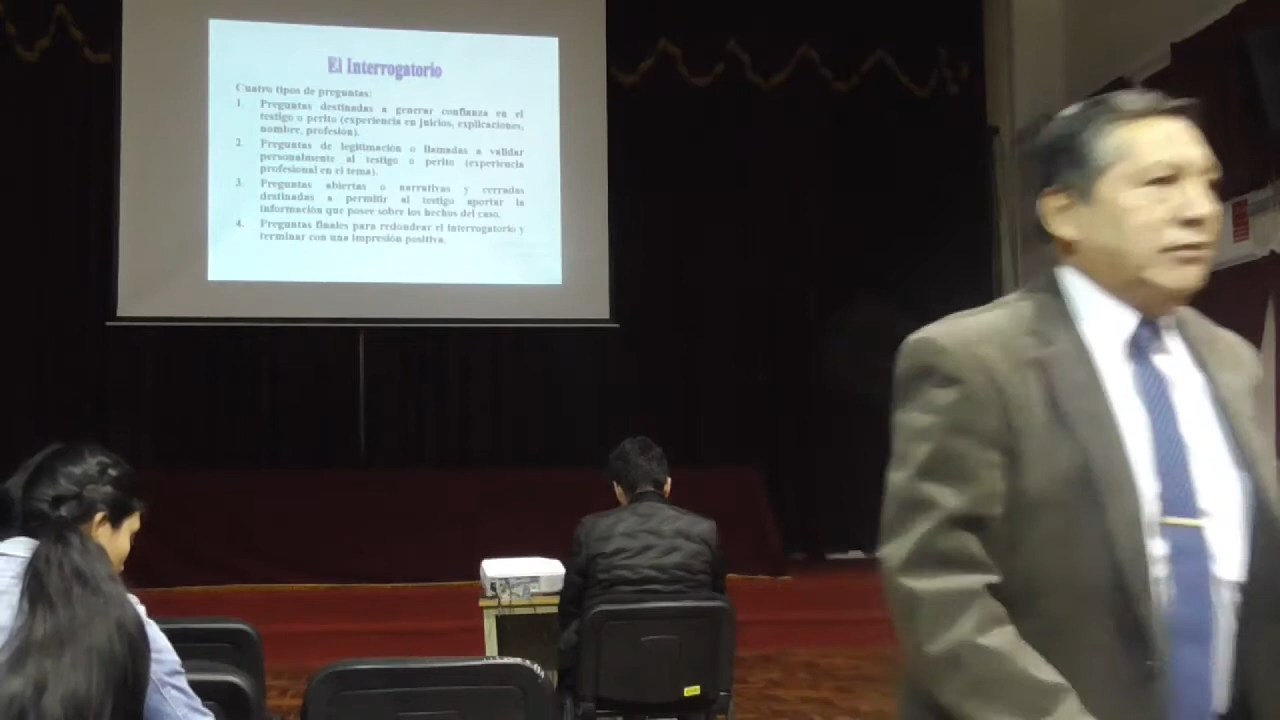 El Interrogatorio
Cuatro tipos de preguntas:
1. Preguntas destinadas a generar confianza en el
testigo o perito (experiencia en juicios, explicaciones,
nombre, profesión).
2. Preguntas de legitimación o llamadas a validar
personalmente al testigo o perito (experiencia
profesional en el tema).
3. Preguntas abiertas o narrativas y cerradas
destinadas a permitir al testigo aportar la
información que posee sobre los hechos del caso.
4. Preguntas finales para redondear el interrogatorio y
terminar con una impresión positiva.